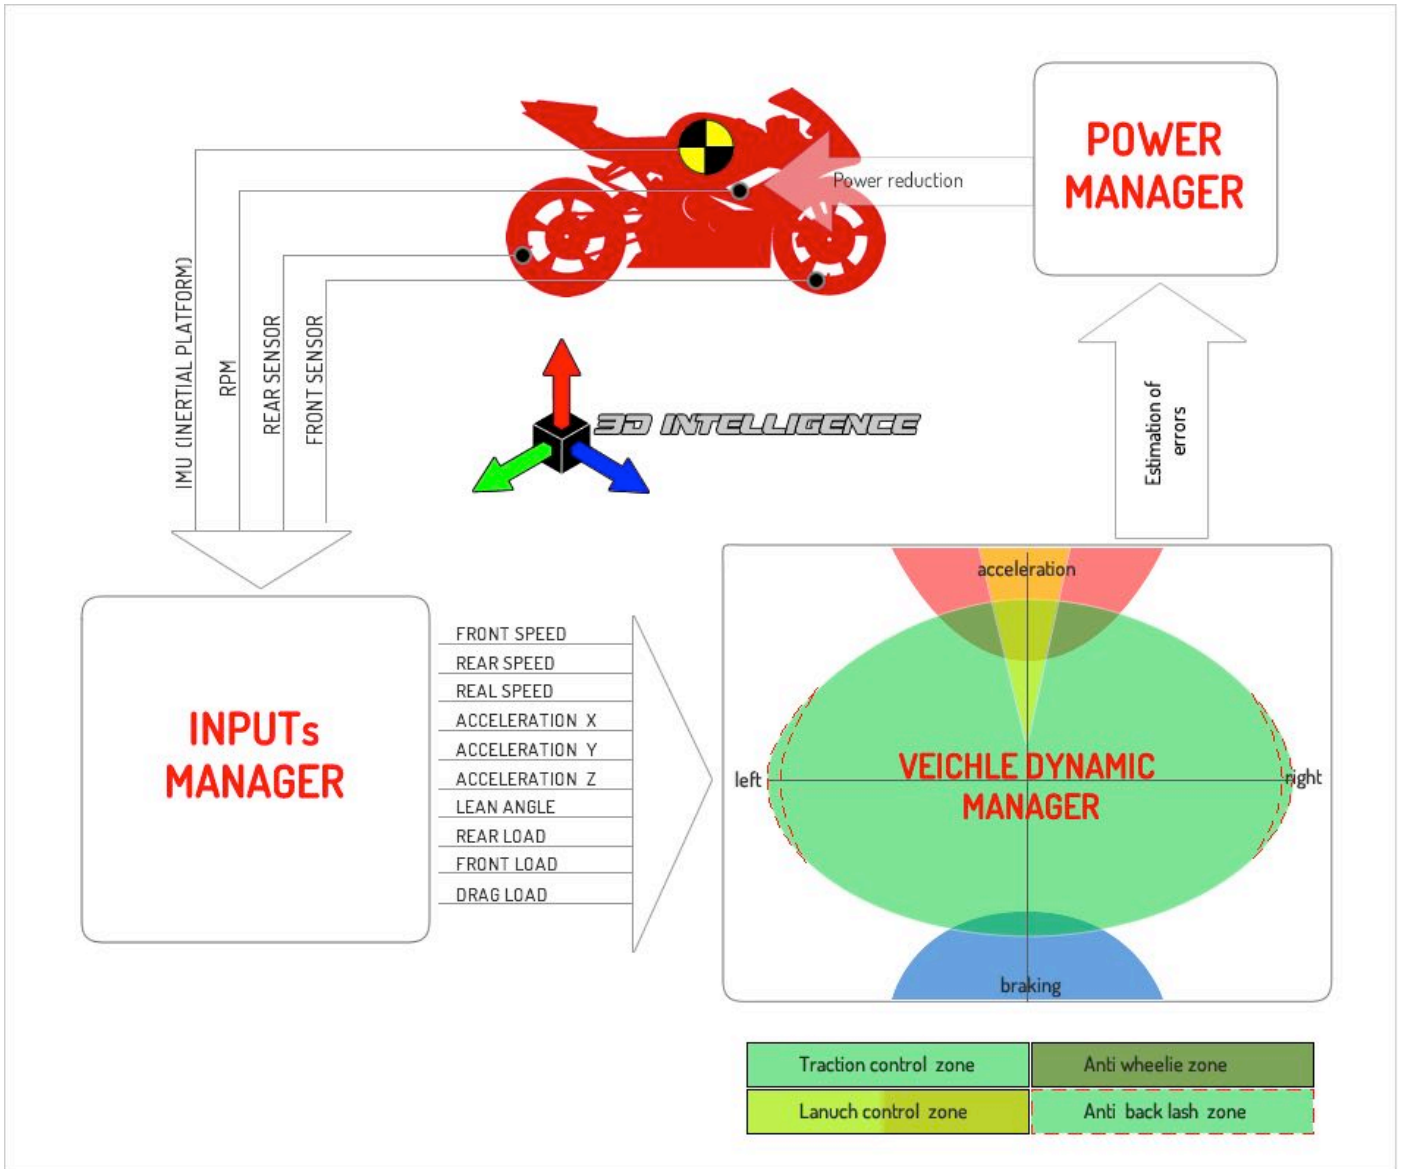 POWER
MANAGER
Power reduction
IMU (INERTIAL PLATFORM)
RPM
REAR SENSOR
FRONT SENSOR
3D INTELLIGENCE
Estimation of
errors
INPUTs
MANAGER
FRONT SPEED
REAR SPEED
REAL SPEED
ACCELERATION X
ACCELERATION Y
ACCELERATION Z
LEAN ANGLE
REAR LOAD
FRONT LOAD
DRAG LOAD
acceleration
left
VEICHLE DYNAMIC
MANAGER
right
braking
Traction control zone
Anti wheelie zone
Lanuch control zone
Anti back lash zone